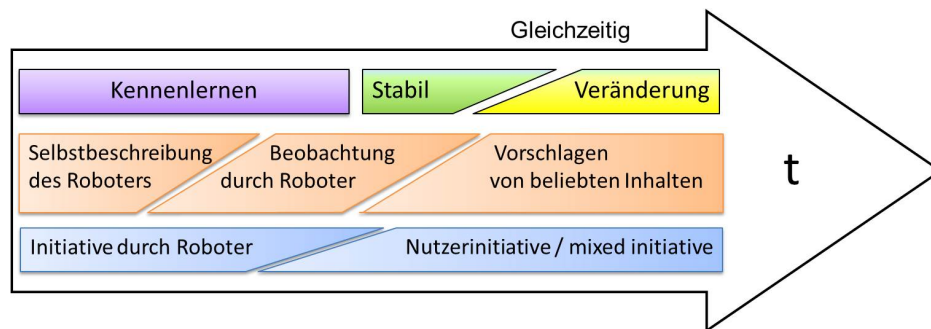 Gleichzeitig
Kennenlernen
Stabil
Veränderung
Selbstbeschreibung
des Roboters
Beobachtung
durch Roboter
Vorschlagen
von beliebten Inhalten
t
Initiative durch Roboter
Nutzerinitiative / mixed initiative